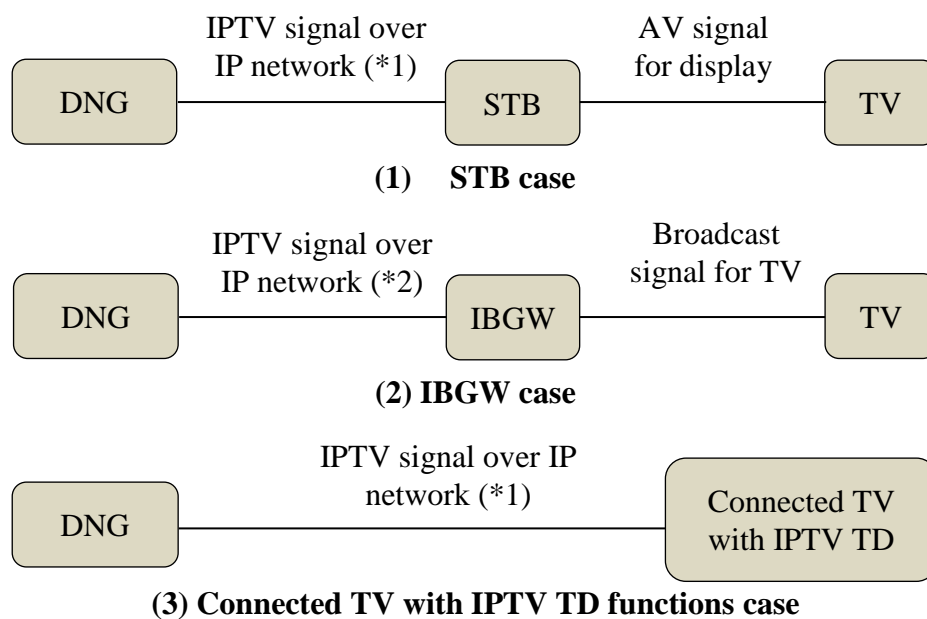 IPTV signal over
IP network (*1)
AV signal
for display
DNG
STB
TV
(1) STB case
IPTV signal over
IP network (*2)
Broadcast
signal for TV
DNG
IBGW
TV
(2) IBGW case
IPTV signal over IP
network (*1)
DNG
Connected TV
with IPTV TD
(3) Connected TV with IPTV TD functions case